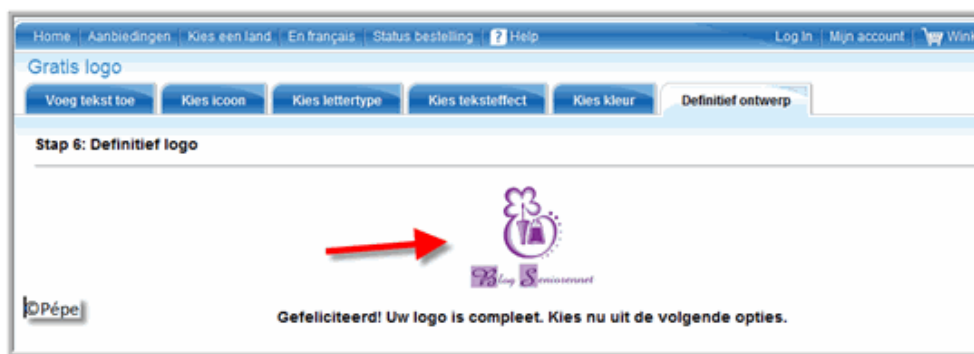 Home Aanbiedingen Kies een land En français Status bestelling ? Help Log In Mijn account Wink
Gratis logo
Voeg tekst toe Kies icoon Kies lettertype Kies teksteffect Kies kleur Definitief ontwerp
Stap 6: Definitief logo
Blog Seniorennet
©Pépe
Gefeliciteerd! Uw logo is compleet. Kies nu uit de volgende opties.